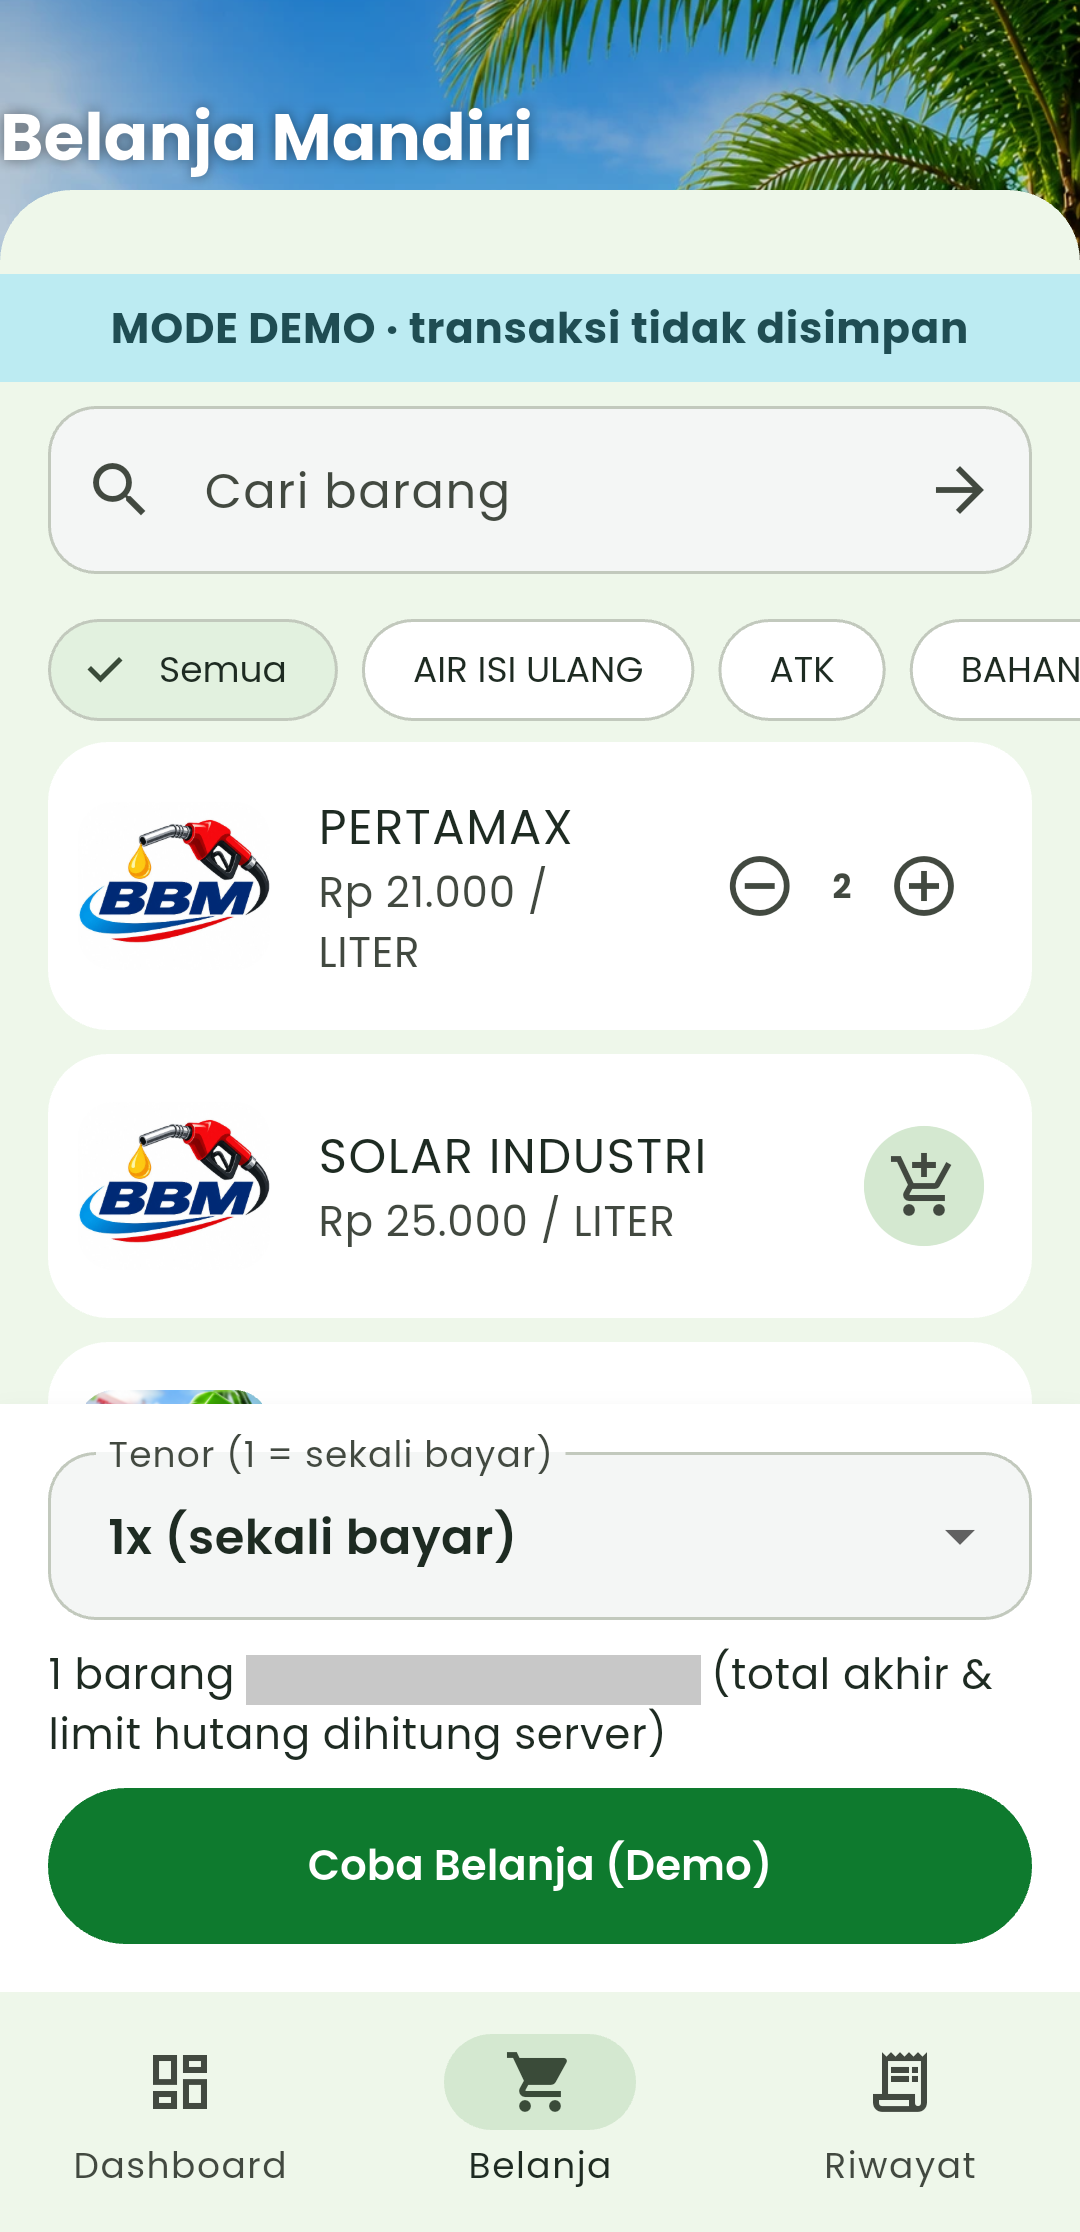 Belanja Mandiri
MODE DEMO · transaksi tidak disimpan
Cari barang
Semua
AIR ISI ULANG
ATK
BAHAN
BBM
PERTAMAX
Rp 21.000 /
LITER
2
BBM
SOLAR INDUSTRI
Rp 25.000 / LITER
Tenor (1 = sekali bayar)
1x (sekali bayar)
1 barang (total akhir &
limit hutang dihitung server)
Coba Belanja (Demo)
Dashboard
Belanja
Riwayat